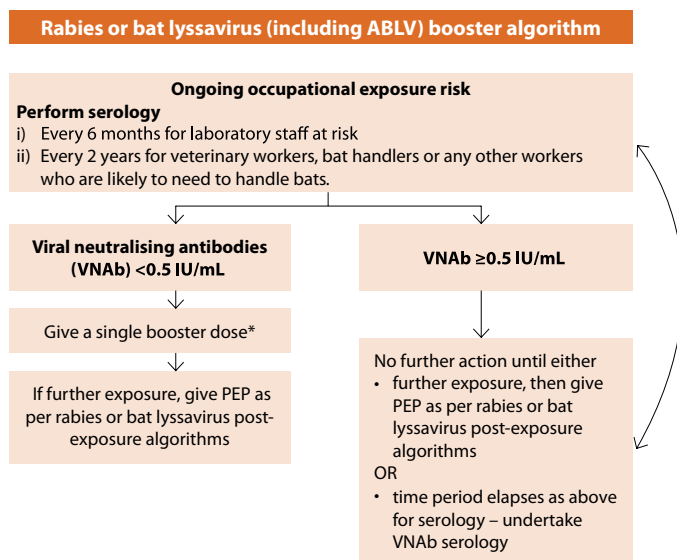 Rabies or bat lyssavirus (including ABLV) booster algorithm
Ongoing occupational exposure risk
Perform serology
i) Every 6 months for laboratory staff at risk
ii) Every 2 years for veterinary workers, bat handlers or any other workers
who are likely to need to handle bats.
Viral neutralising antibodies
(VNAb) <0.5 IU/mL
Give a single booster dose*
If further exposure, give PEP as
per rabies or bat lyssavirus post-
exposure algorithms
VNAb ≥0.5 IU/mL
No further action until either
• further exposure, then give
PEP as per rabies or bat
lyssavirus post-exposure
algorithms
OR
• time period elapses as above
for serology – undertake
VNAb serology